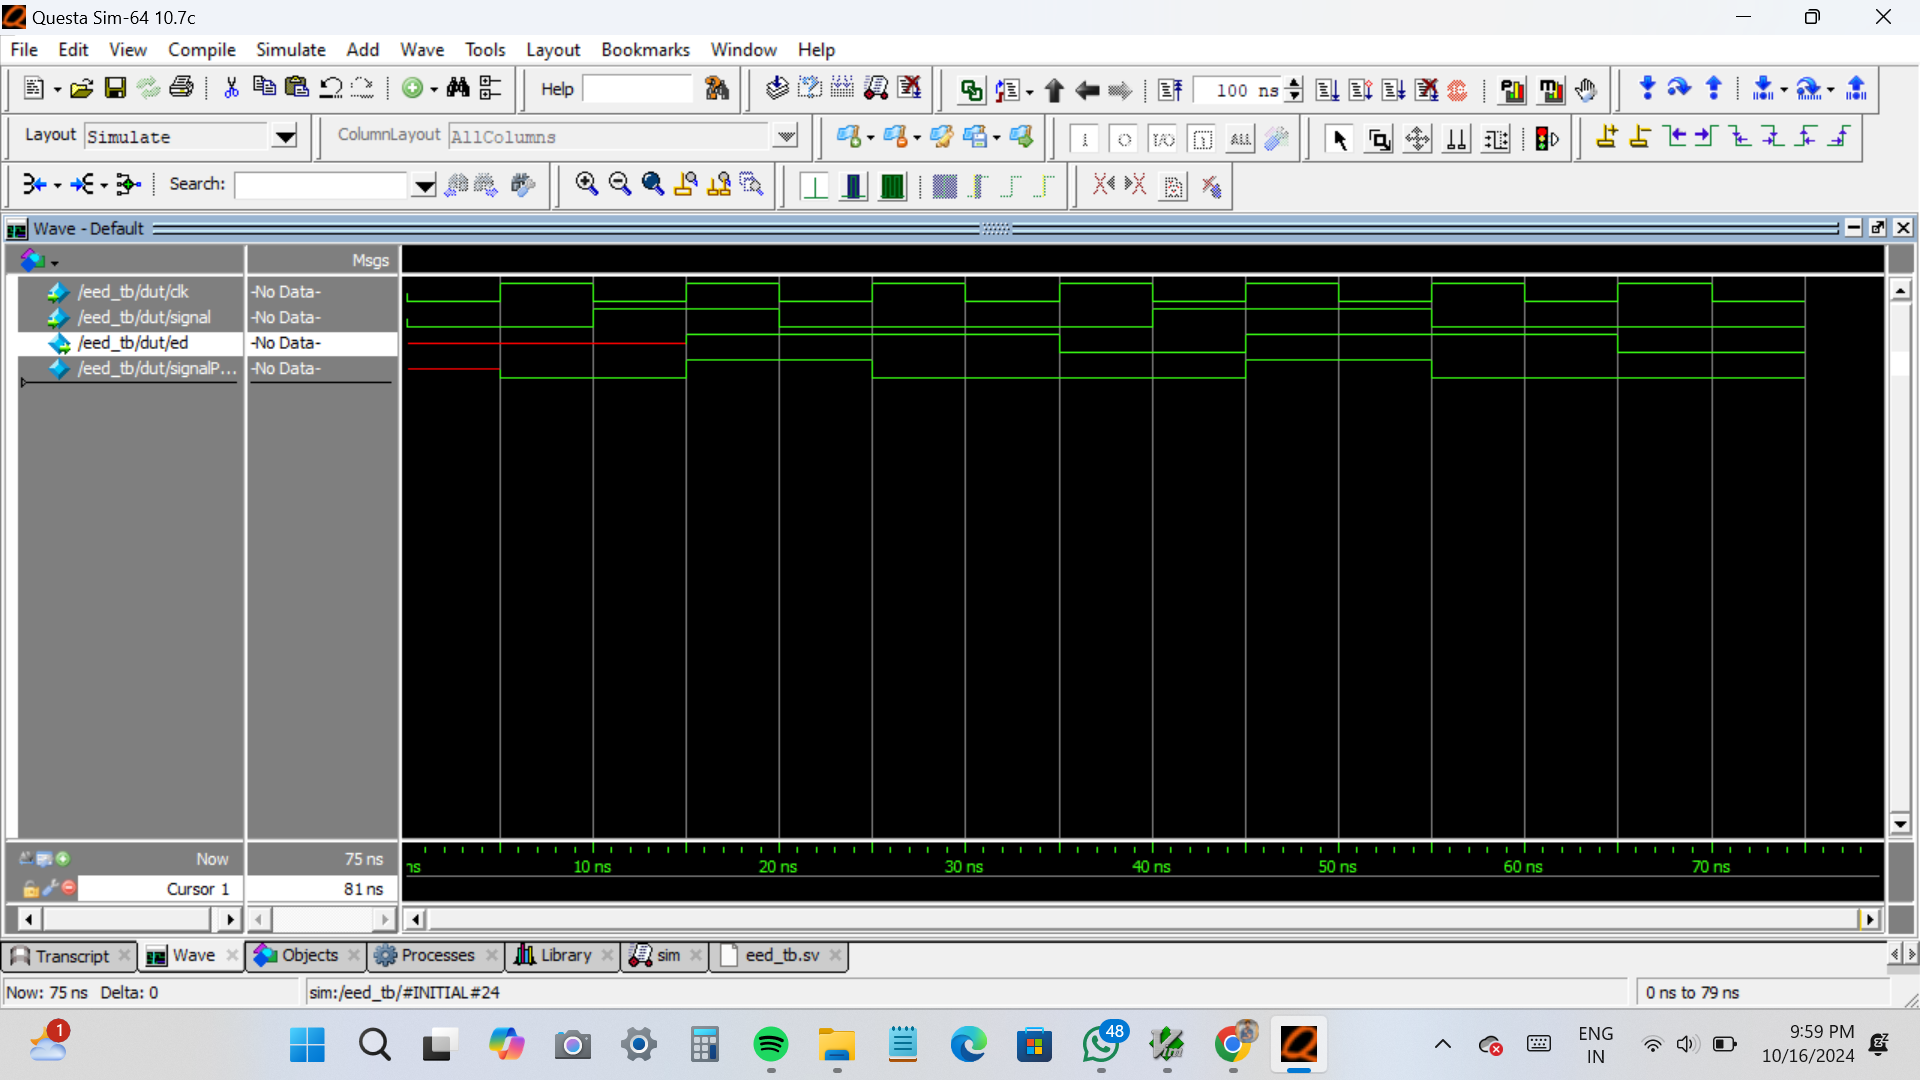 Questa Sim-64 10.7c
File Edit View Compile Simulate Add Wave Tools Layout Bookmarks Window Help
Help 100 ns
Layout Simulate ColumnLayout AllColumns ALL
Search:
Wave - Default
Msgs
/eed_tb/dut/clk -No Data-
/eed_tb/dut/signal -No Data-
/eed_tb/dut/ed -No Data-
/eed_tb/dut/signalP... -No Data-
Now 75 ns
ns 10 ns 20 ns 30 ns 40 ns 50 ns 60 ns 70 ns
Cursor 1 81 ns
Transcript Wave Objects Processes Library sim eed_tb.sv
Now: 75 ns Delta: 0 sim:/eed_tb/#INITIAL#24 0 ns to 79 ns
1 48 ENG 9:59 PM
IN 10/16/2024